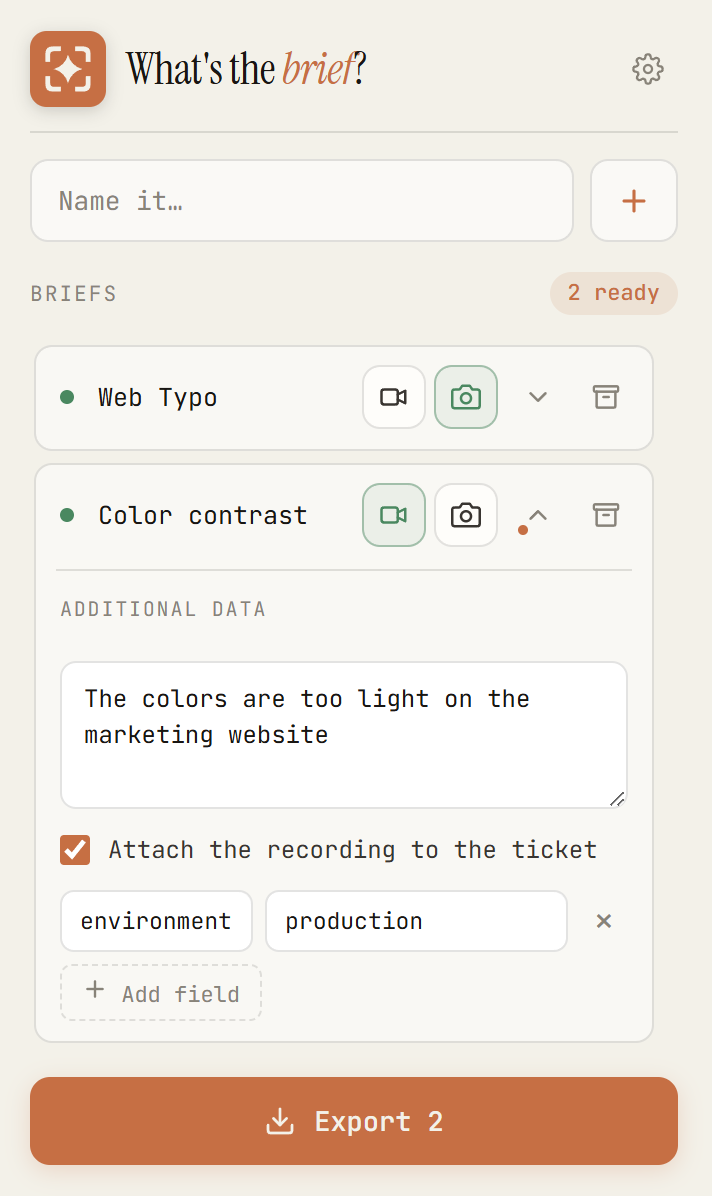 What's the brief?
Name it…
BRIEFS
2 ready
Web Typo
Color contrast
ADDITIONAL DATA
The colors are too light on the
marketing website
Attach the recording to the ticket
environment production ×
+ Add field
Export 2